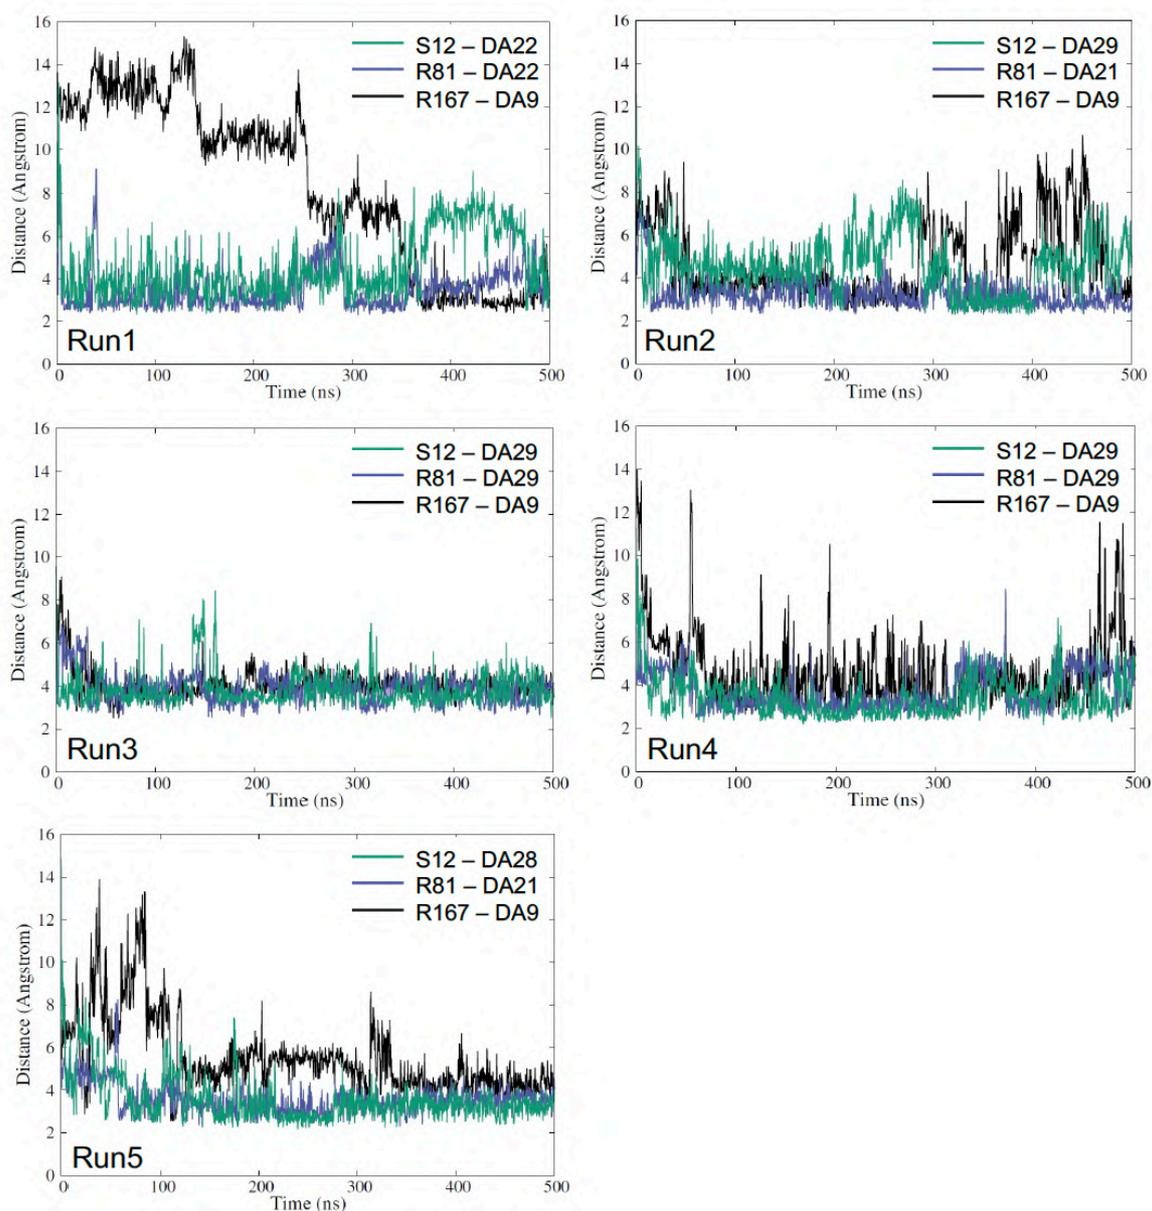 16
14
12
10
8
6
4
2
0
Distance (Angstrom)
S12 – DA22
R81 – DA22
R167 – DA9
Run1
0 100 200 300 400 500
Time (ns)
16
14
12
10
8
6
4
2
0
Distance (Angstrom)
S12 – DA29
R81 – DA21
R167 – DA9
Run2
0 100 200 300 400 500
Time (ns)
16
14
12
10
8
6
4
2
0
Distance (Angstrom)
S12 – DA29
R81 – DA29
R167 – DA9
Run3
0 100 200 300 400 500
Time (ns)
16
14
12
10
8
6
4
2
0
Distance (Angstrom)
S12 – DA29
R81 – DA29
R167 – DA9
Run4
0 100 200 300 400 500
Time (ns)
16
14
12
10
8
6
4
2
0
Distance (Angstrom)
S12 – DA28
R81 – DA21
R167 – DA9
Run5
0 100 200 300 400 500
Time (ns)